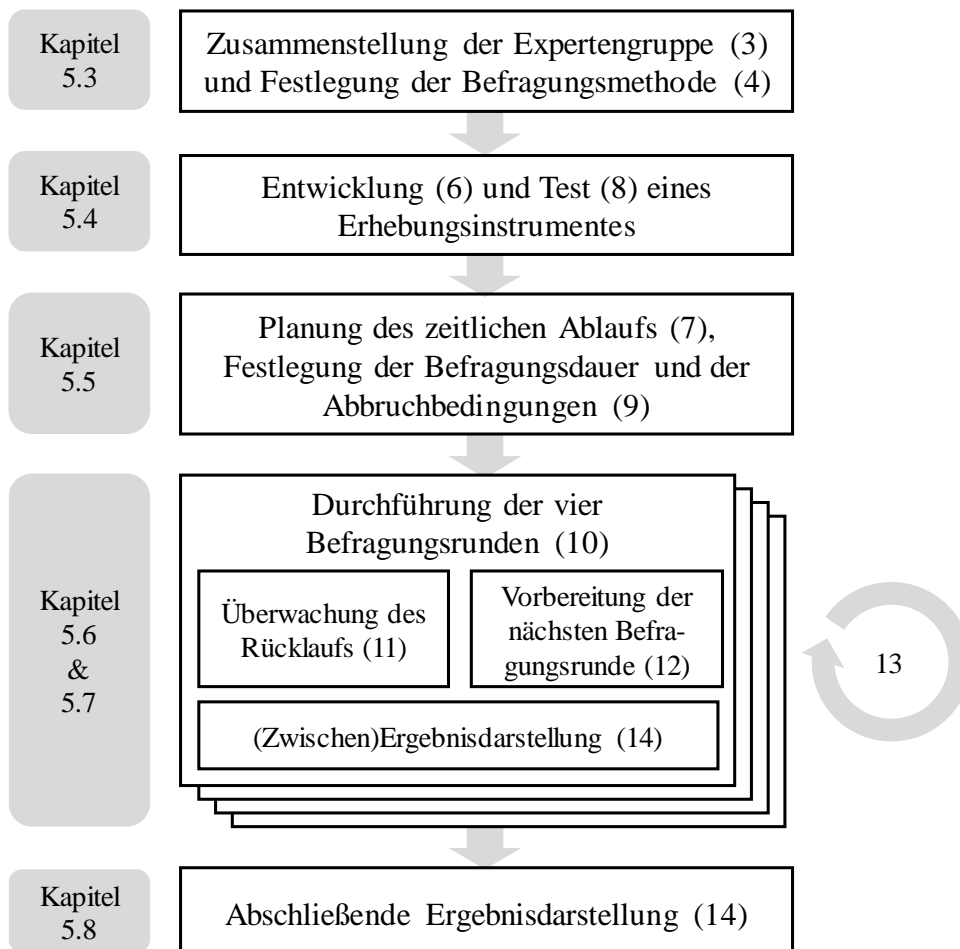 Kapitel
5.3
Zusammenstellung der Expertengruppe (3)
und Festlegung der Befragungsmethode (4)
Kapitel
5.4
Entwicklung (6) und Test (8) eines
Erhebungsinstrumentes
Kapitel
5.5
Planung des zeitlichen Ablaufs (7),
Festlegung der Befragungsdauer und der
Abbruchbedingungen (9)
Kapitel
5.6
&
5.7
Durchführung der vier
Befragungsrunden (10)
Überwachung des
Rücklaufs (11)
Vorbereitung der
nächsten Befra-
gungsrunde (12)
(Zwischen)Ergebnisdarstellung (14)
13
Kapitel
5.8
Abschließende Ergebnisdarstellung (14)